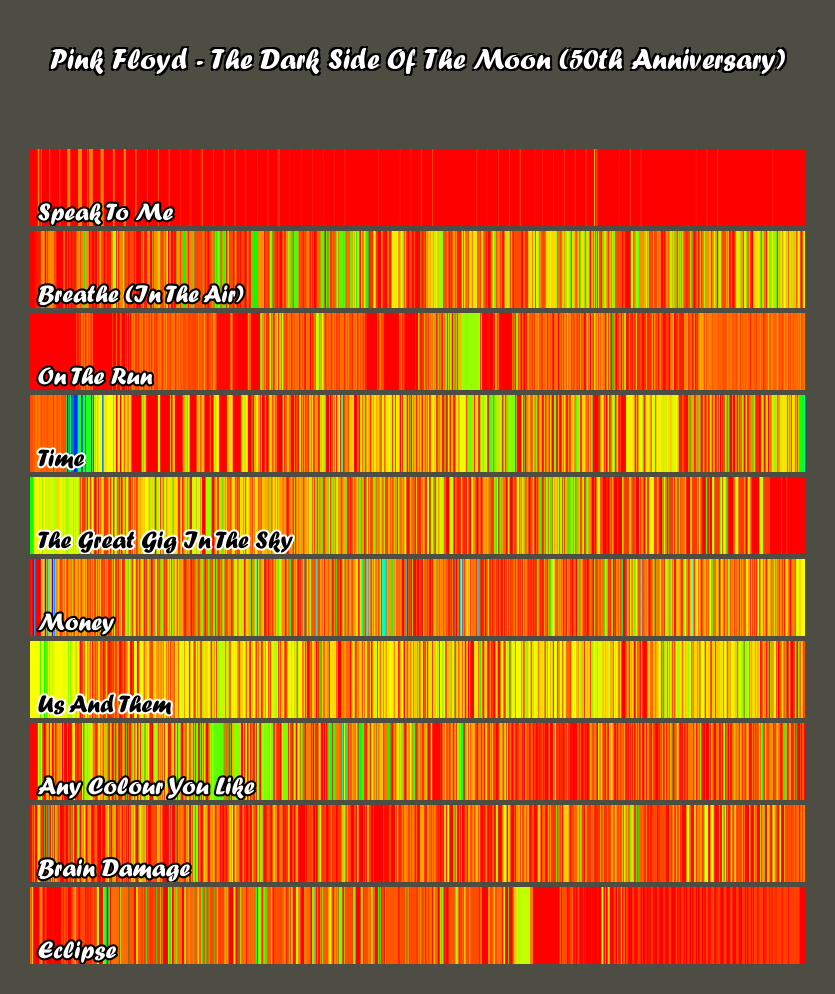 Pink Floyd - The Dark Side Of The Moon (50th Anniversary)
Speak To Me
Breathe (In The Air)
On The Run
Time
The Great Gig In The Sky
Money
Us And Them
Any Colour You Like
Brain Damage
Eclipse